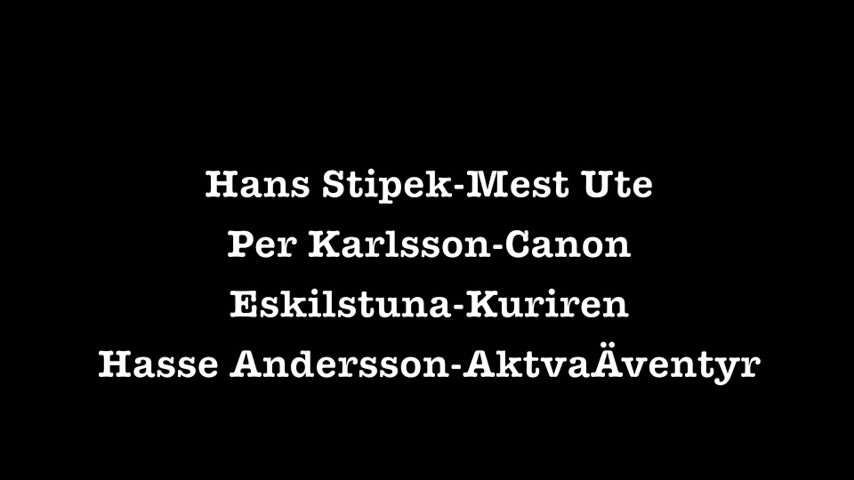 Hans Stipek-Mest Ute
Per Karlsson-Canon
Eskilstuna-Kuriren
Hasse Andersson-AktvaÄventyr